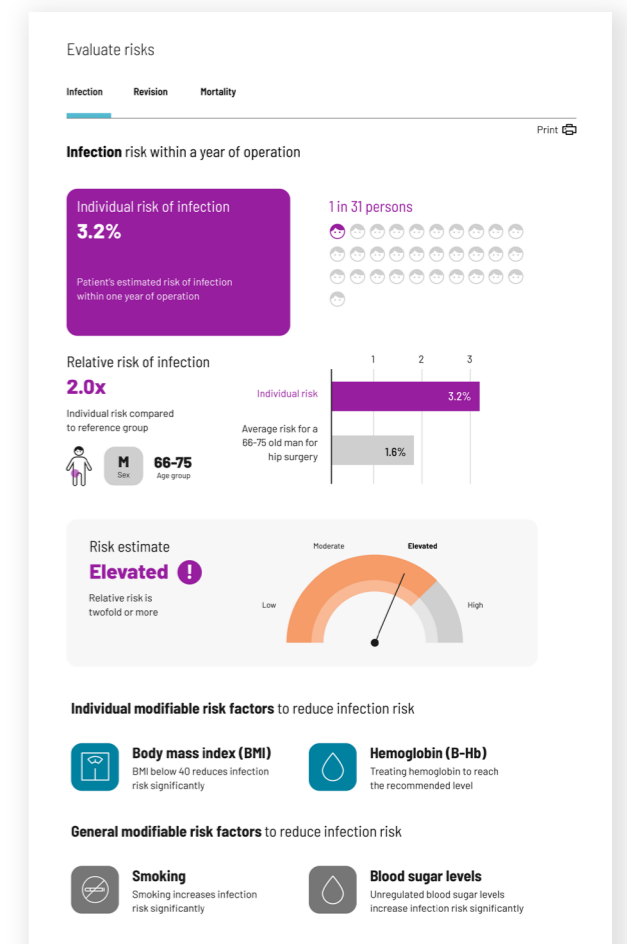 Evaluate risks
Infection Revision Mortality
Print
Infection risk within a year of operation
Individual risk of infection
3.2%
Patient's estimated risk of infection
within one year of operation
1 in 31 persons
Relative risk of infection
2.0x
Individual risk compared
to reference group
M
Sex
66-75
Age group
1 2 3
Individual risk
3.2%
Average risk for a
66-75 old man for
hip surgery
1.6%
Risk estimate
Elevated !
Relative risk is
twofold or more
Low
Moderate
Elevated
High
Individual modifiable risk factors to reduce infection risk
Body mass index (BMI)
BMI below 40 reduces infection
risk significantly
Hemoglobin (B-Hb)
Treating hemoglobin to reach
the recommended level
General modifiable risk factors to reduce infection risk
Smoking
Smoking increases infection
risk significantly
Blood sugar levels
Unregulated blood sugar levels
increase infection risk significantly